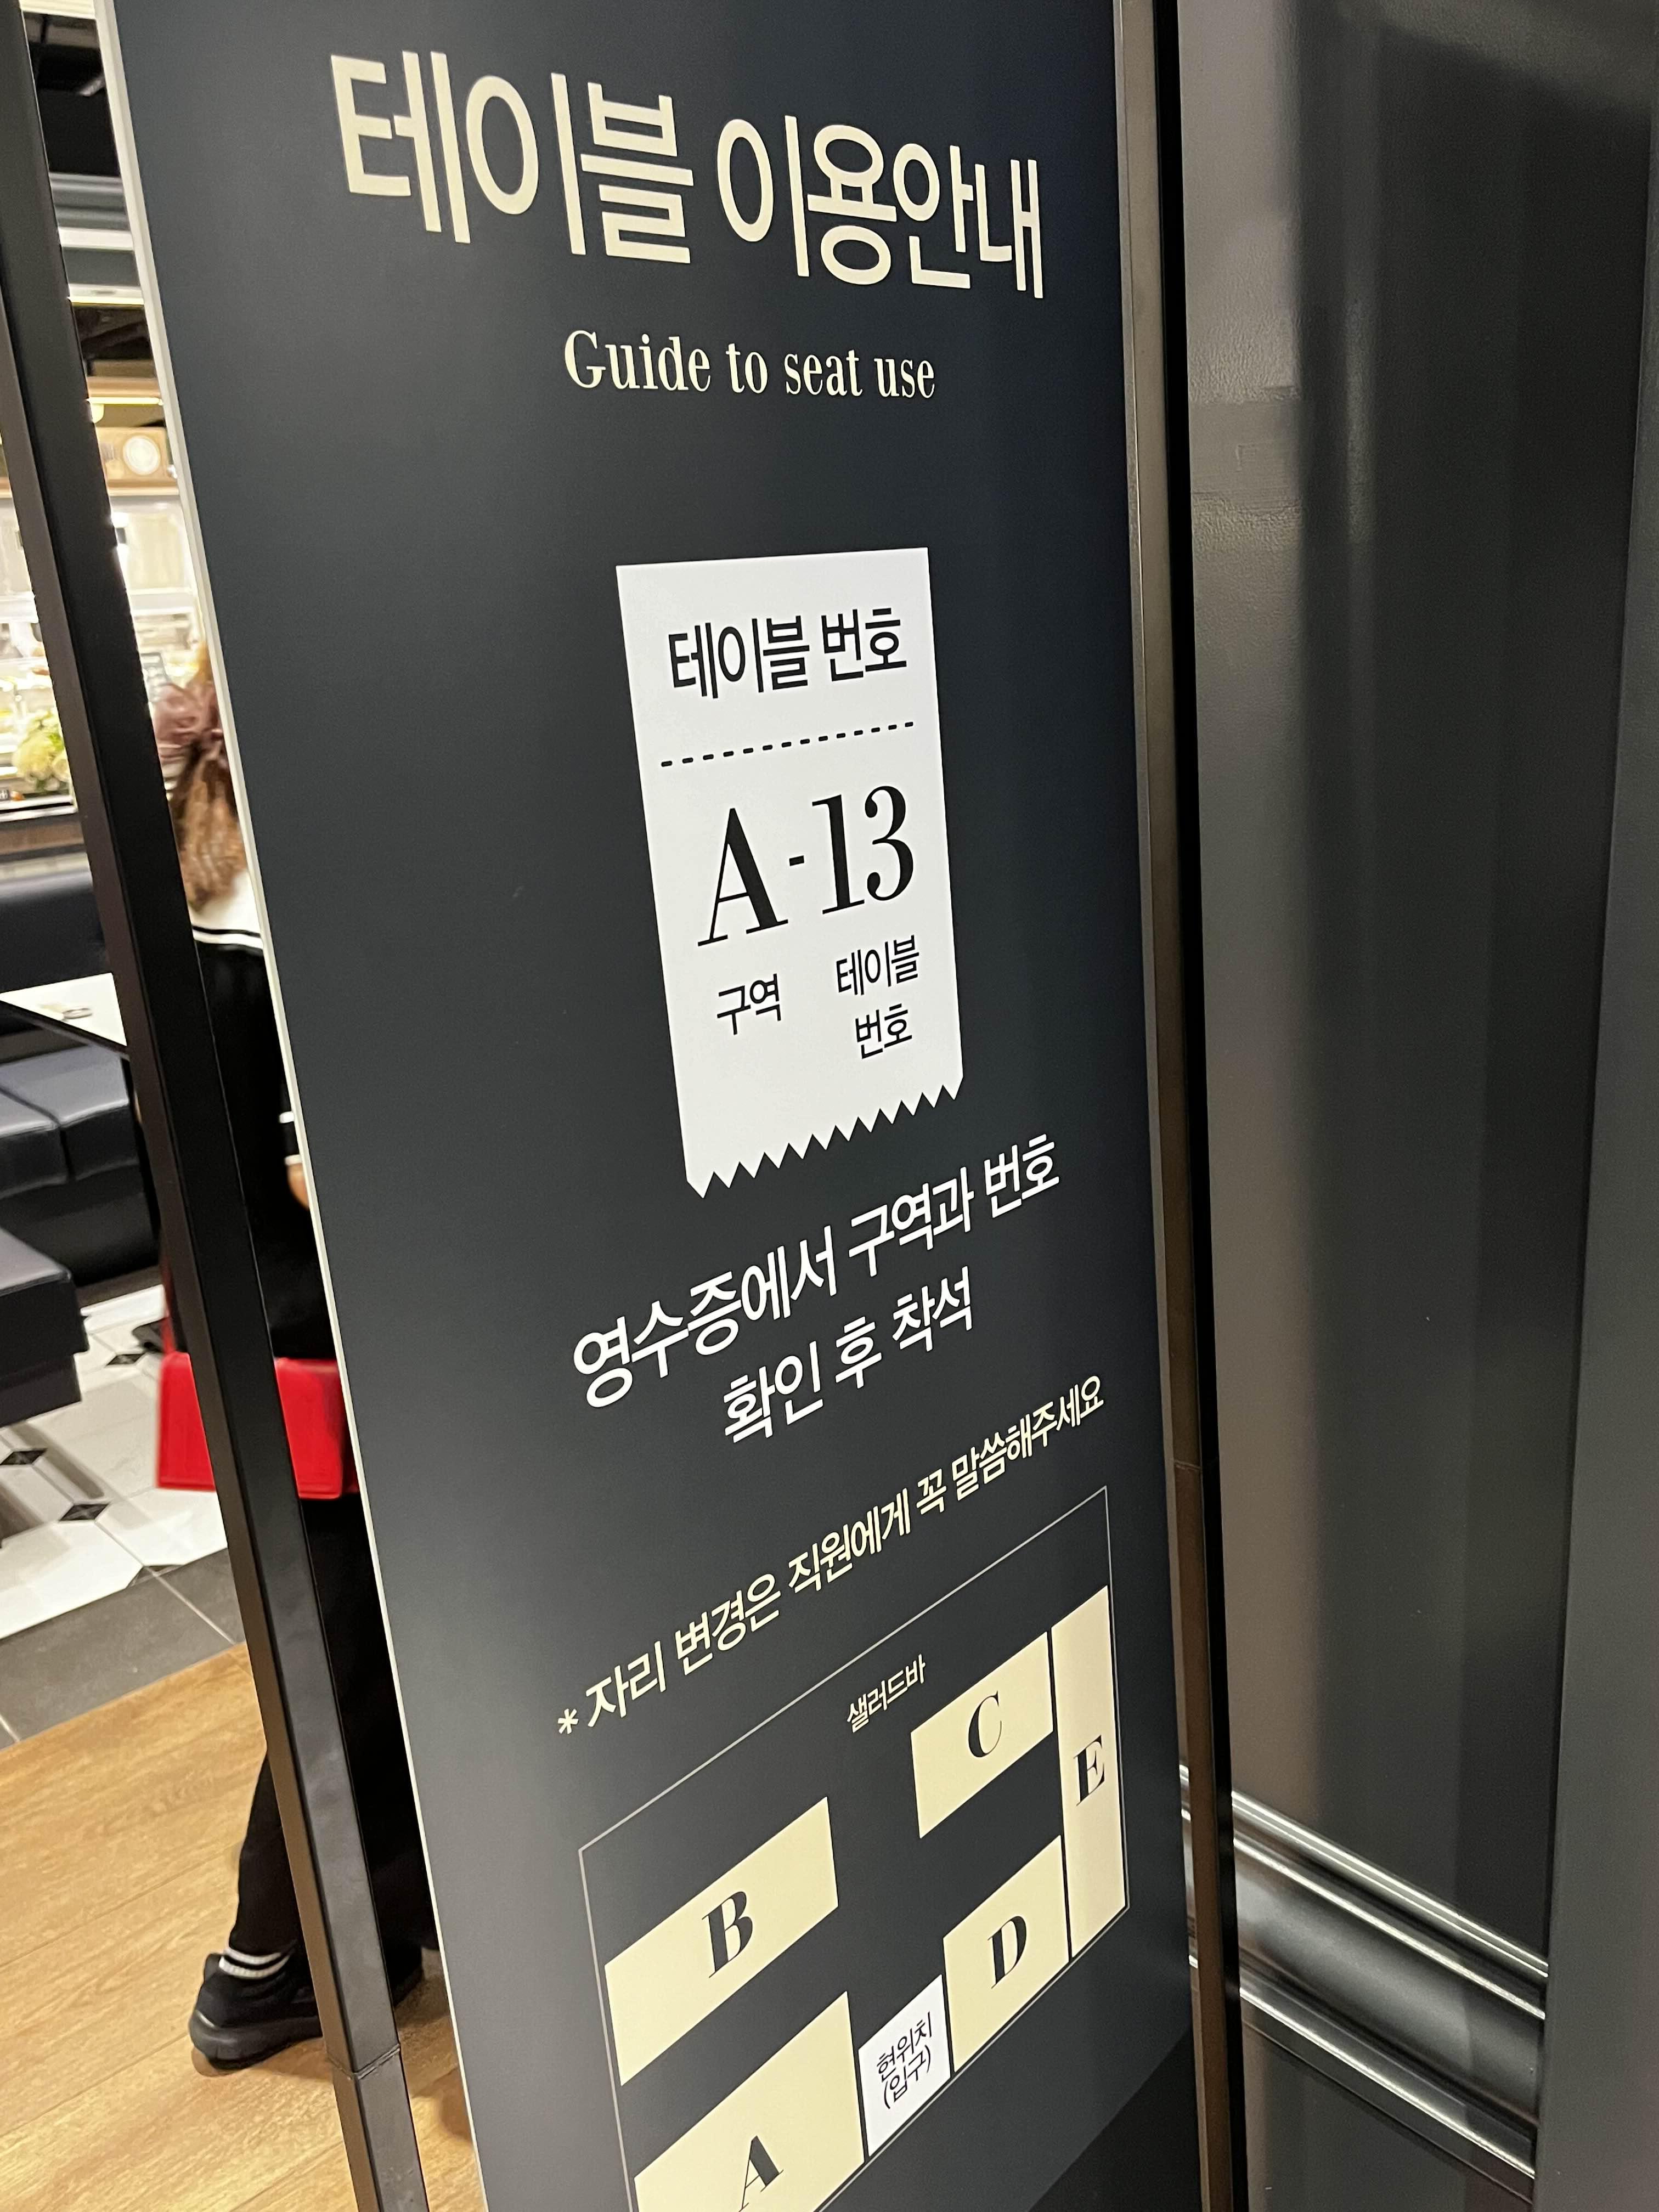 테이블 이용안내
Guide to seat use
테이블 번호
A-13
구역
테이블
번호
영수증에서 구역과 번호
확인 후 착석
* 자리 변경은 직원에게 꼭 말씀해주세요
샐러드바
C
E
B
D
현위치
(입구)
A